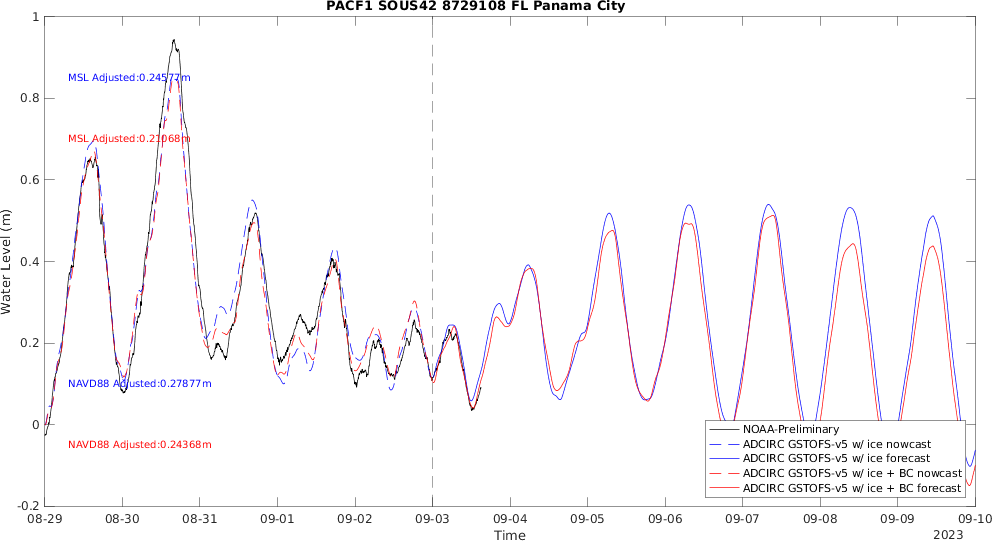 PACF1 SOUS42 8729108 FL Panama City
1
MSL Adjusted:0.24577m
0.8
MSL Adjusted:0.21068m
0.6
Water Level (m)
0.4
0.2
NAVD88 Adjusted:0.27877m
0
NAVD88 Adjusted:0.24368m
-0.2
NOAA-Preliminary
ADCIRC GSTOFS-v5 w/ ice nowcast
ADCIRC GSTOFS-v5 w/ ice forecast
ADCIRC GSTOFS-v5 w/ ice + BC nowcast
ADCIRC GSTOFS-v5 w/ ice + BC forecast
08-29 08-30 08-31 09-01 09-02 09-03 09-04 09-05 09-06 09-07 09-08 09-09 09-10
Time
2023